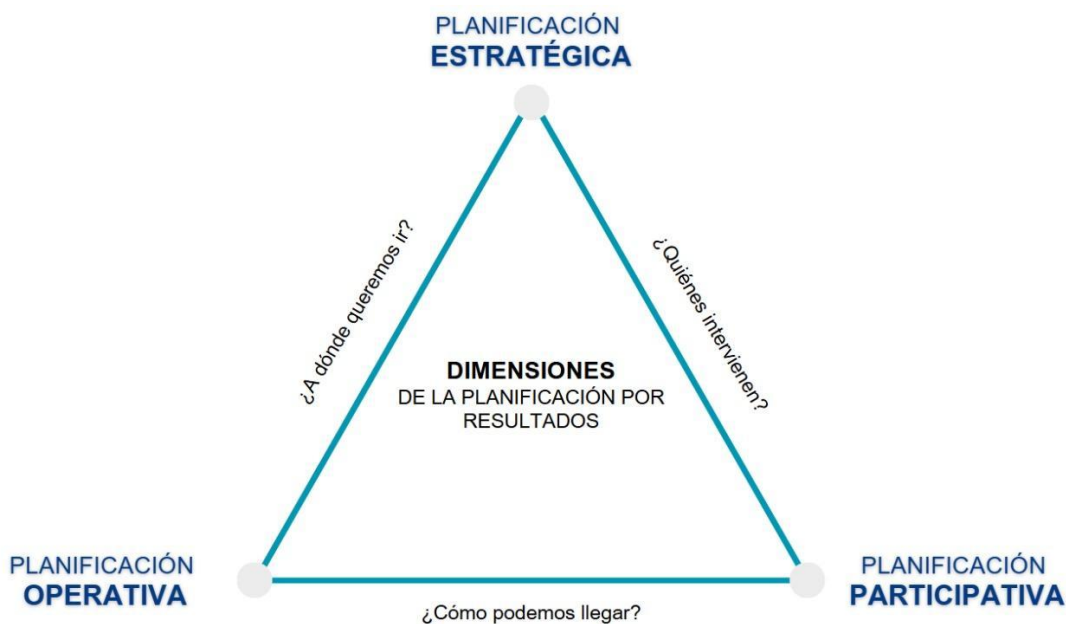 PLANIFICACIÓN
ESTRATÉGICA
¿A dónde queremos ir?
¿Quiénes intervienen?
DIMENSIONES
DE LA PLANIFICACIÓN POR
RESULTADOS
PLANIFICACIÓN
OPERATIVA
¿Cómo podemos llegar?
PLANIFICACIÓN
PARTICIPATIVA